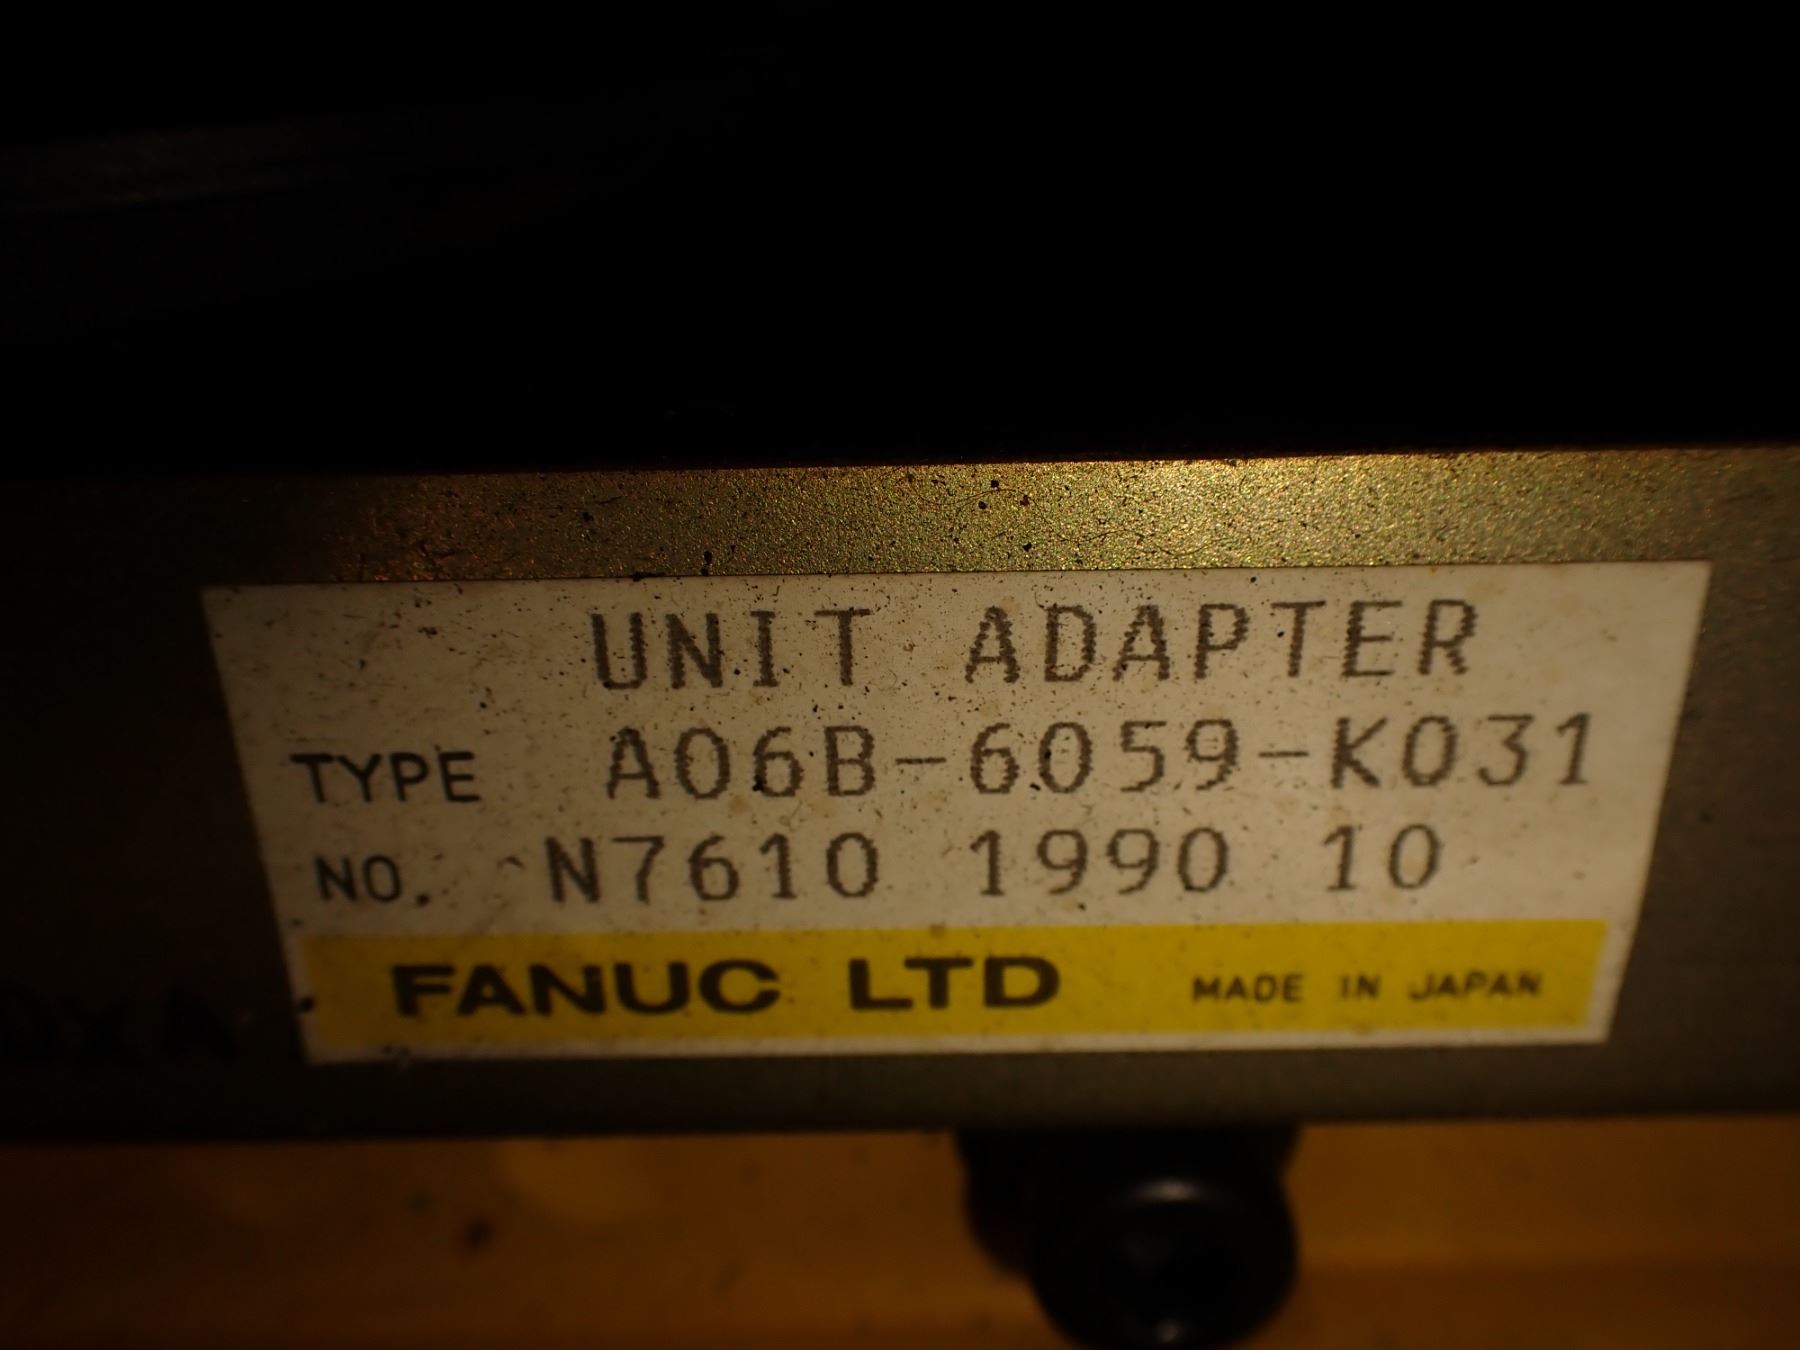 UNIT ADAPTER
TYPE A06B-6059-K031
NO. N7610 1990 10
FANUC LTD MADE IN JAPAN